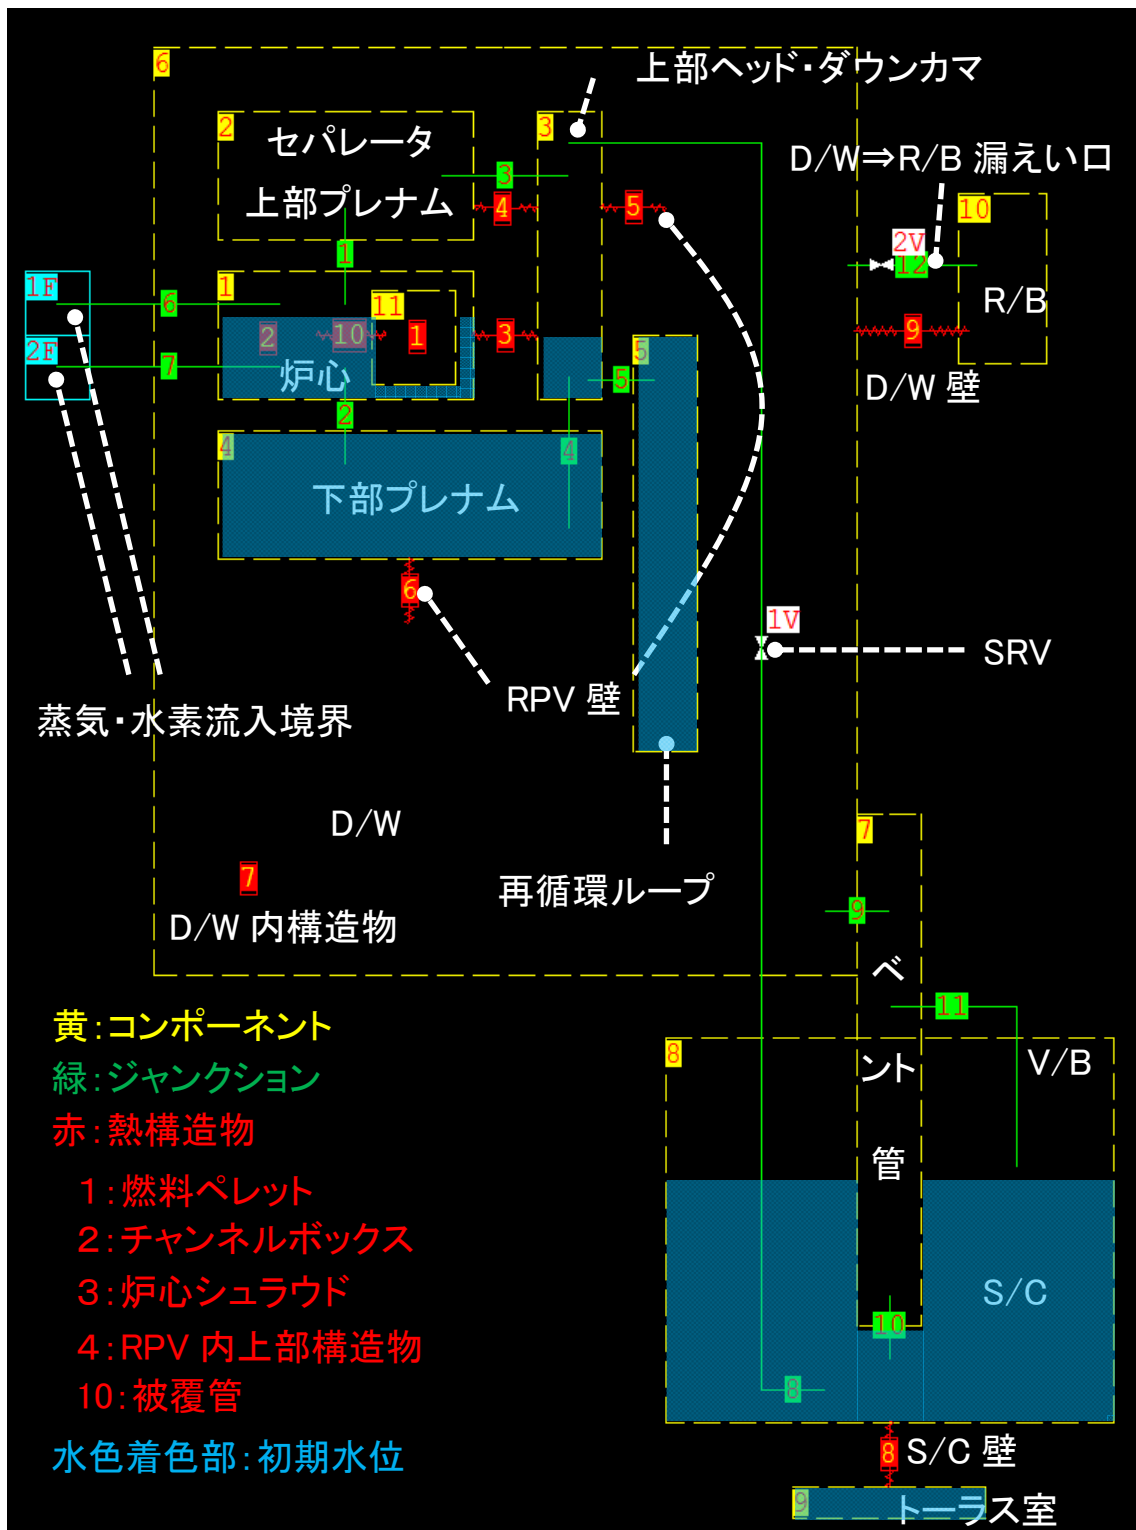 6
上部ヘッド・ダウンカマ
2
セパレータ
3
D/W⇒R/B 漏えい口
3
上部プレナム
4
5
10
2V
12
1
1F
6
1
11
R/B
2
10
1
3
9
2F
7
炉心
5
5
D/W 壁
2
4
4
下部プレナム
6
1V
SRV
RPV 壁
蒸気・水素流入境界
D/W
7
7
再循環ループ
9
D/W 内構造物
ベ
11
黄：コンポーネント
8
V/B
緑：ジャンクション
ント
赤：熱構造物
管
1：燃料ペレット
2：チャンネルボックス
3：炉心シュラウド
S/C
10
4：RPV 内上部構造物
8
10：被覆管
水色着色部：初期水位
8
S/C 壁
9
トーラス室